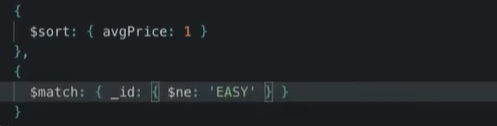 {
$sort: { avgPrice: 1 }
},
{
$match: { _id: { $ne: 'EASY' } }
}